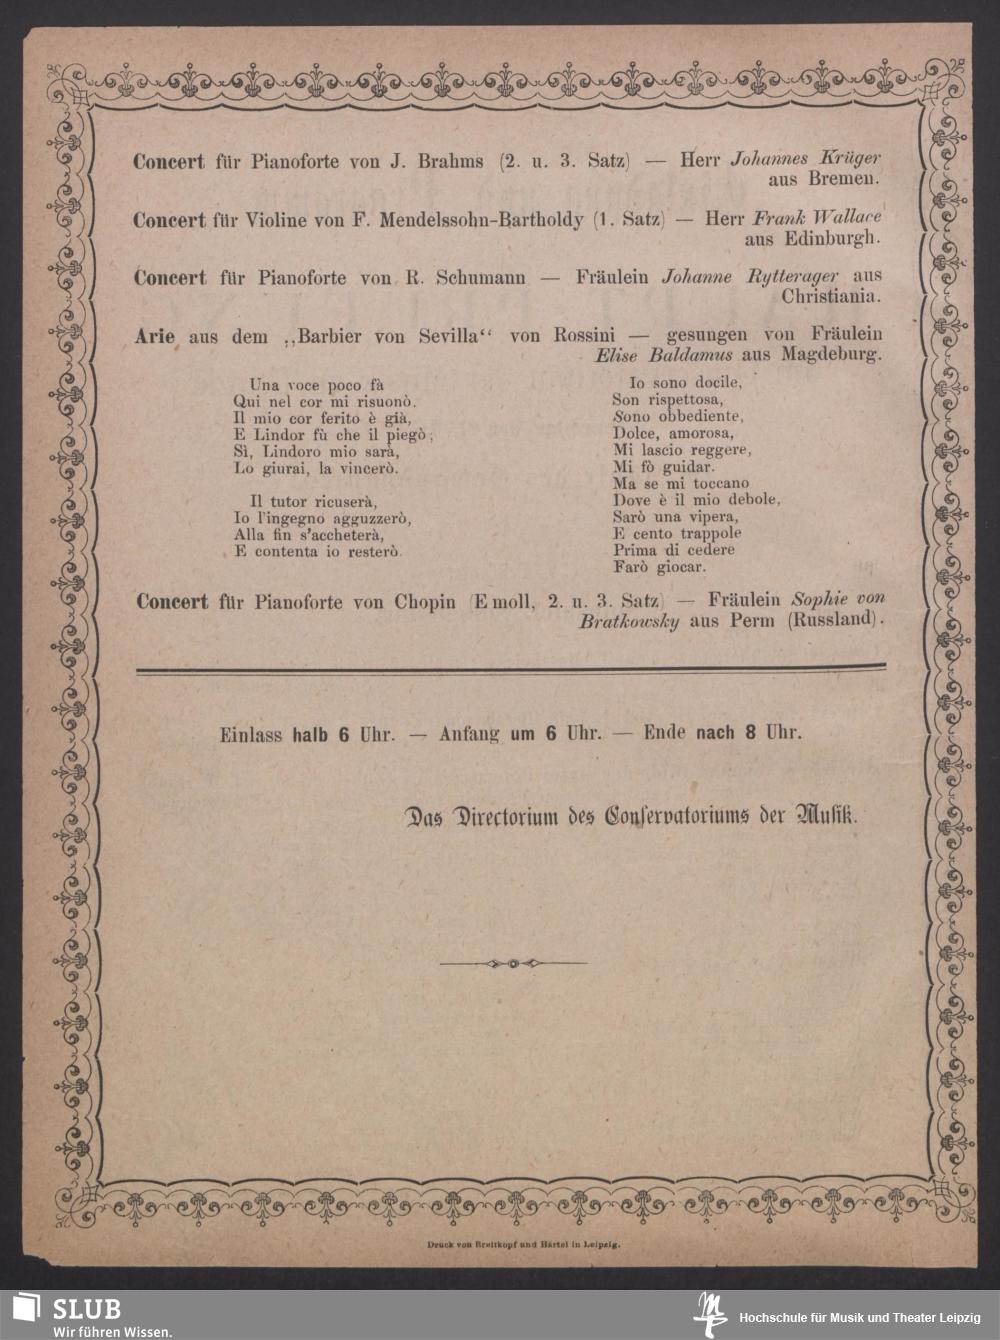 Concert für Pianoforte von J. Brahms (2. u. 3. Satz) — Herr Johannes Krüger
aus Bremen.
Concert für Violine von F. Mendelssohn-Bartholdy (1. Satz) — Herr Frank Wallace
aus Edinburgh.
Concert für Pianoforte von R. Schumann — Fräulein Johanne Rytterager aus
Christiania.
Arie aus dem „Barbier von Sevilla“ von Rossini — gesungen von Fräulein
Elise Baldamus aus Magdeburg.
Una voce poco fà
Qui nel cor mi risuonò.
Il mio cor ferito è già,
E Lindor fù che il piegò;
Sì, Lindoro mio sarà,
Lo giurai, la vincerò.
Il tutor ricuserà,
Io l'ingegno agguzzerò,
Alla fin s'accheterà,
E contenta io resterò.
Io sono docile,
Son rispettosa,
Sono obbediente,
Dolce, amorosa,
Mi lascio reggere,
Mi fò guidar.
Ma se mi toccano
Dove è il mio debole,
Sarò una vipera,
E cento trappole
Prima di cedere
Farò giocar.
Concert für Pianoforte von Chopin (E moll, 2. u. 3. Satz) — Fräulein Sophie von
Bratkowsky aus Perm (Russland).
Einlass halb 6 Uhr. — Anfang um 6 Uhr. — Ende nach 8 Uhr.
Das Directorium des Conservatoriums der Musik.
Druck von Breitkopf und Härtel in Leipzig.
SLUB
Wir führen Wissen.
Hochschule für Musik und Theater Leipzig